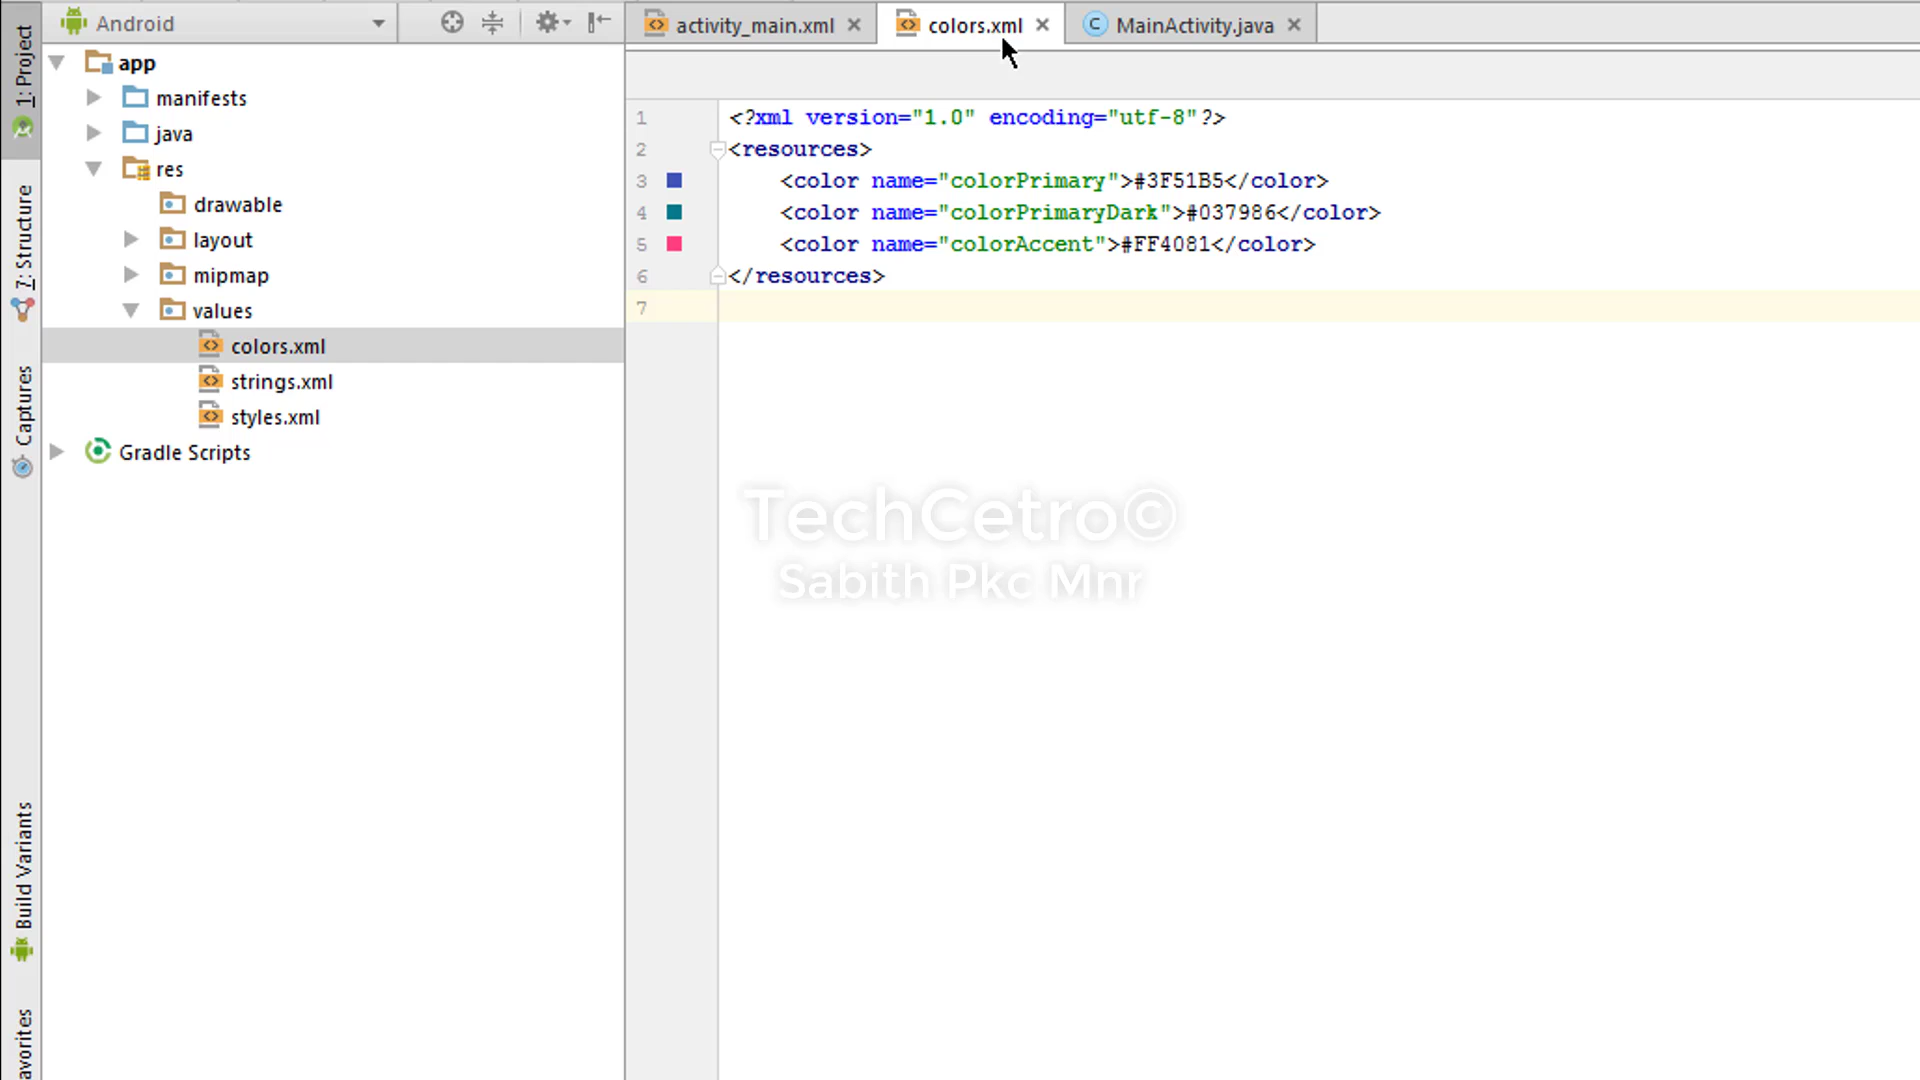 Android
activity_main.xml
colors.xml
MainActivity.java
1: Project
7: Structure
Captures
Build Variants
avorites
app
manifests
java
res
drawable
layout
mipmap
values
colors.xml
strings.xml
styles.xml
Gradle Scripts
1 <?xml version="1.0" encoding="utf-8"?>
2 <resources>
3 <color name="colorPrimary">#3F51B5</color>
4 <color name="colorPrimaryDark">#037986</color>
5 <color name="colorAccent">#FF4081</color>
6 </resources>
7
TechCetro©
Sabith Pkc Mnr